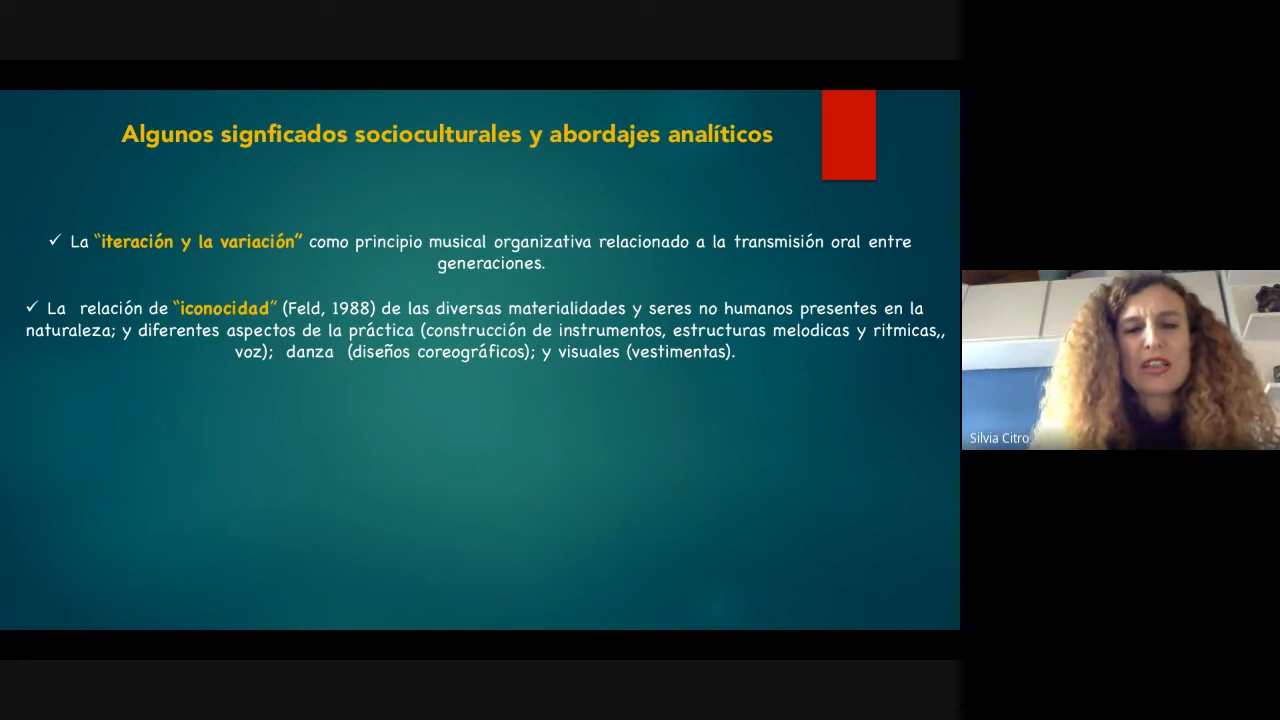 Algunos signficados socioculturales y abordajes analíticos
✓ La “iteración y la variación” como principio musical organizativa relacionado a la transmisión oral entre
generaciones.
✓ La relación de “iconocidad” (Feld, 1988) de las diversas materialidades y seres no humanos presentes en la
naturaleza; y diferentes aspectos de la práctica (construcción de instrumentos, estructuras melodicas y ritmicas,,
voz); danza (diseños coreográficos); y visuales (vestimentas).
Silvia Citro